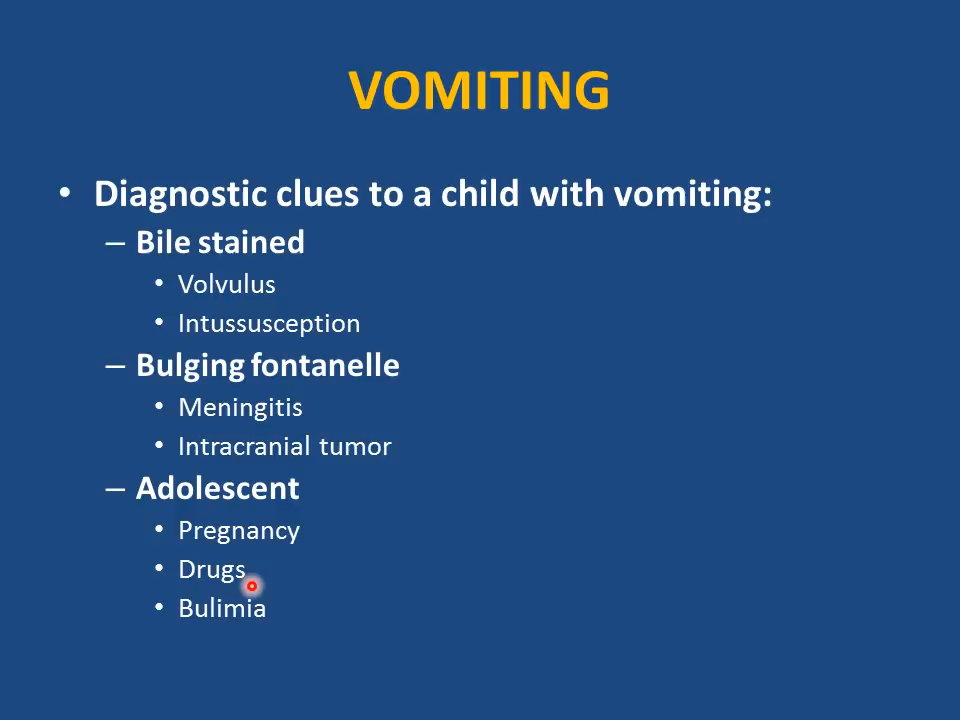 VOMITING
• Diagnostic clues to a child with vomiting:
– Bile stained
• Volvulus
• Intussusception
– Bulging fontanelle
• Meningitis
• Intracranial tumor
– Adolescent
• Pregnancy
• Drugs
• Bulimia